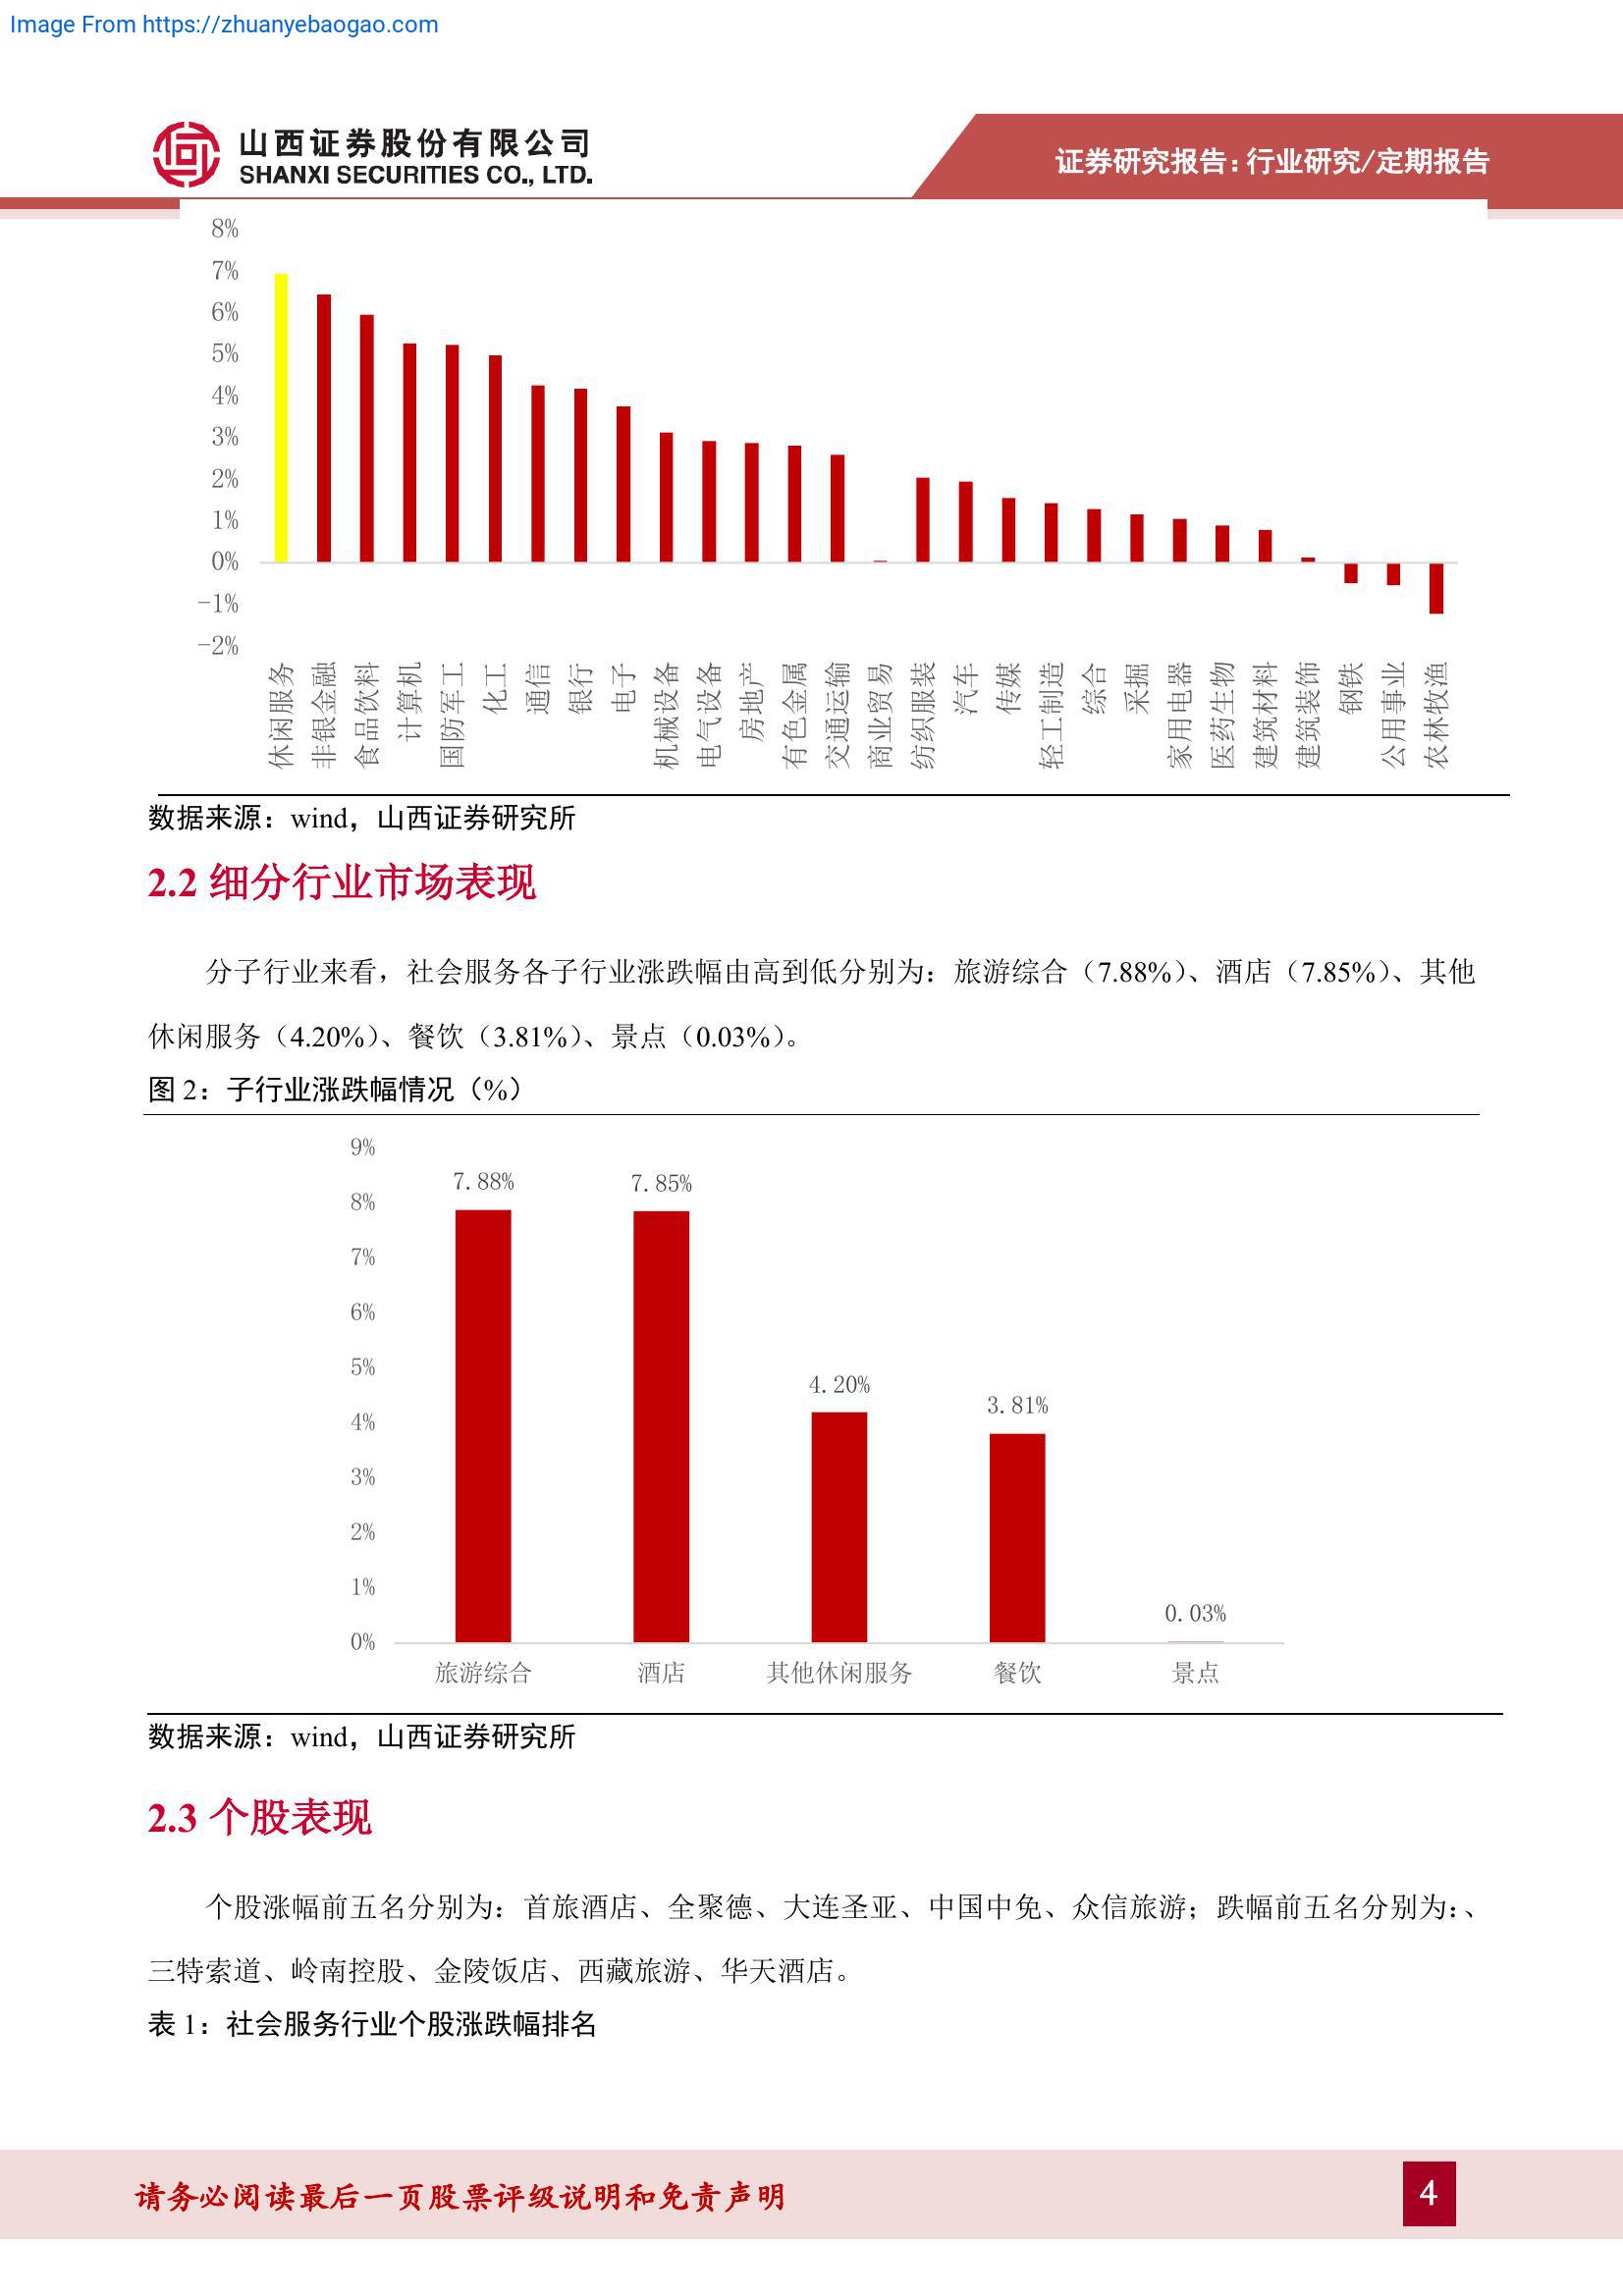 Image From https://zhuanyebaogao.com
山西证券股份有限公司
SHANXI SECURITIES CO., LTD.
证券研究报告：行业研究/定期报告
8%
7%
6%
5%
4%
3%
2%
1%
0%
-1%
-2%
休闲服务
非银金融
食品饮料
计算机
国防军工
化工
通信
银行
电子
机械设备
电气设备
房地产
有色金属
交通运输
商业贸易
纺织服装
汽车
传媒
轻工制造
综合
采掘
家用电器
医药生物
建筑材料
建筑装饰
钢铁
公用事业
农林牧渔
数据来源：wind，山西证券研究所
2.2 细分行业市场表现
分子行业来看，社会服务各子行业涨跌幅由高到低分别为：旅游综合（7.88%）、酒店（7.85%）、其他
休闲服务（4.20%）、餐饮（3.81%）、景点（0.03%）。
图 2：子行业涨跌幅情况（%）
9%
8%
7%
6%
5%
4%
3%
2%
1%
0%
7.88%
7.85%
4.20%
3.81%
0.03%
旅游综合
酒店
其他休闲服务
餐饮
景点
数据来源：wind，山西证券研究所
2.3 个股表现
个股涨幅前五名分别为：首旅酒店、全聚德、大连圣亚、中国中免、众信旅游；跌幅前五名分别为：、
三特索道、岭南控股、金陵饭店、西藏旅游、华天酒店。
表 1：社会服务行业个股涨跌幅排名
请务必阅读最后一页股票评级说明和免责声明
4